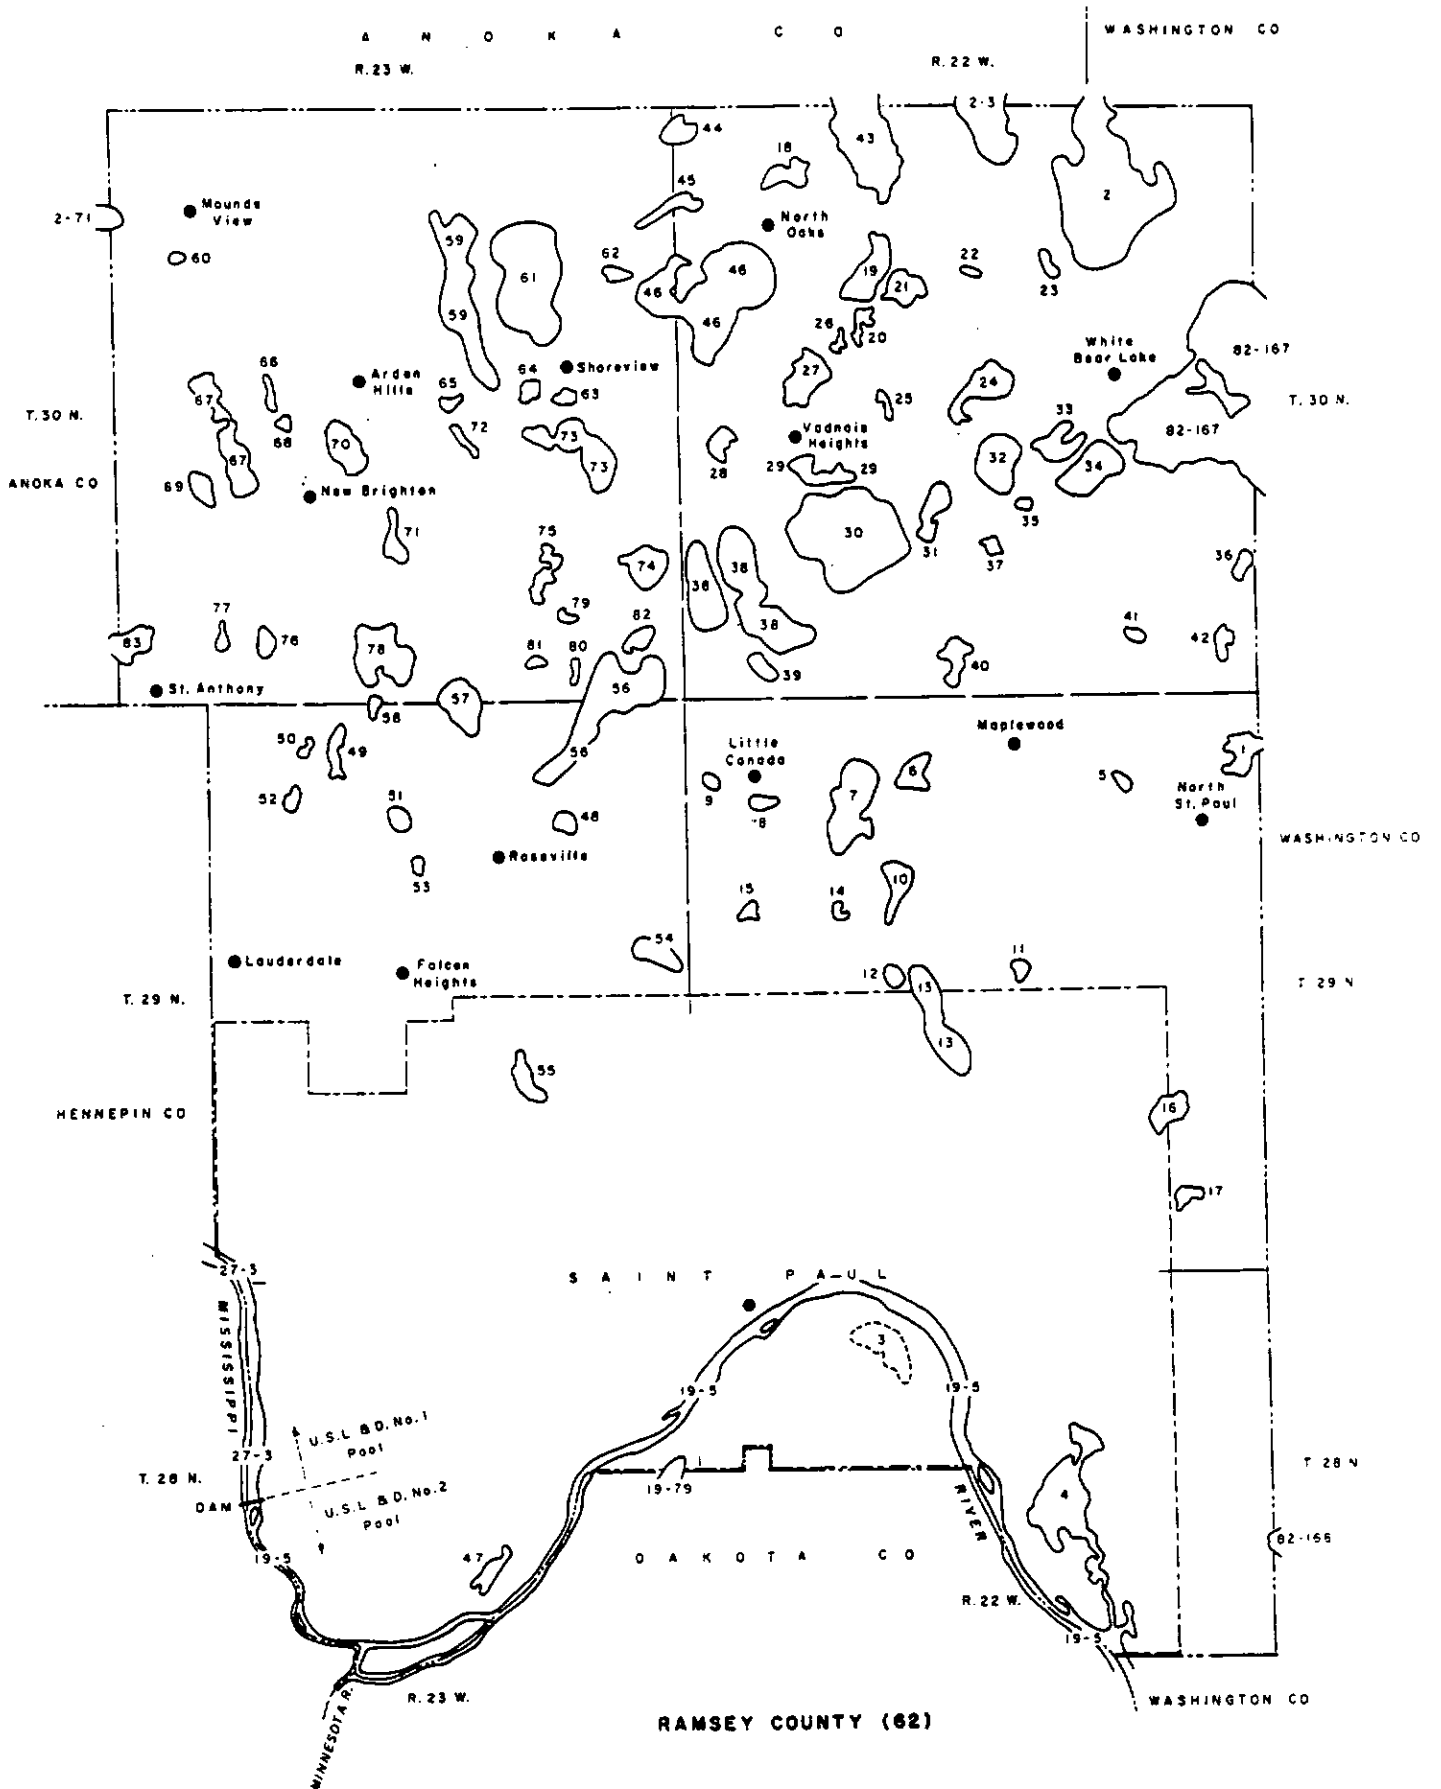 A N O K A C O
WASHINGTON CO
R. 23 W.
R. 22 W.
2-3
44
43
18
45
2
2-71
Mounds
View
North
Oaks
59
60
62
46
19
22
61
46
21
23
59
46
26
20
White
Bear Lake
82-167
66
Arden
Hills
64
Shoreview
27
24
65
63
25
67
T. 30 N.
T. 30 N.
33
82-167
68
72
73
Vadnais
Heights
70
28
32
34
67
73
29
29
ANOKA CO
69
New Brighton
35
71
75
30
31
37
36
74
38
38
77
79
82
38
41
83
76
78
81
80
39
40
42
St. Anthony
56
57
58
Maplewood
50
49
56
Little
Canada
1
9
6
5
52
51
7
North
St. Paul
48
8
WASHINGTON CO
Roseville
53
10
15
14
54
11
Lauderdale
Falcon
Heights
12
13
T. 29 N.
T 29 N
13
55
HENNEPIN CO
16
17
27-3
S A I N T P A U L
MISSISSIPPI
3
19-5
19-5
U.S.L & D. No. 1
Pool
27-3
T. 28 N.
T 28 N
19-79
4
DAM
U.S.L & D. No. 2
Pool
RIVER
82-166
19-5
47
D A K O T A C O
R. 22 W.
19-5
R. 23 W.
MINNESOTA R.
WASHINGTON CO
RAMSEY COUNTY (62)